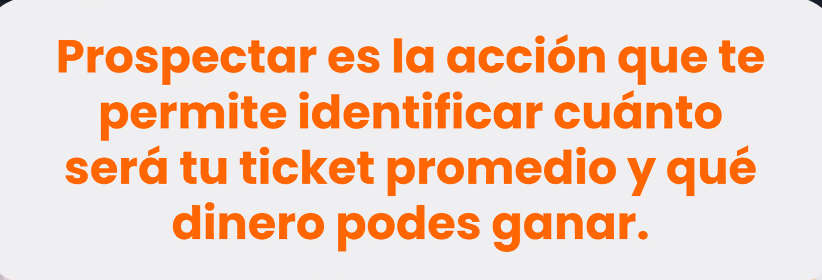 Prospectar es la acción que te
permite identificar cuánto
será tu ticket promedio y qué
dinero podes ganar.